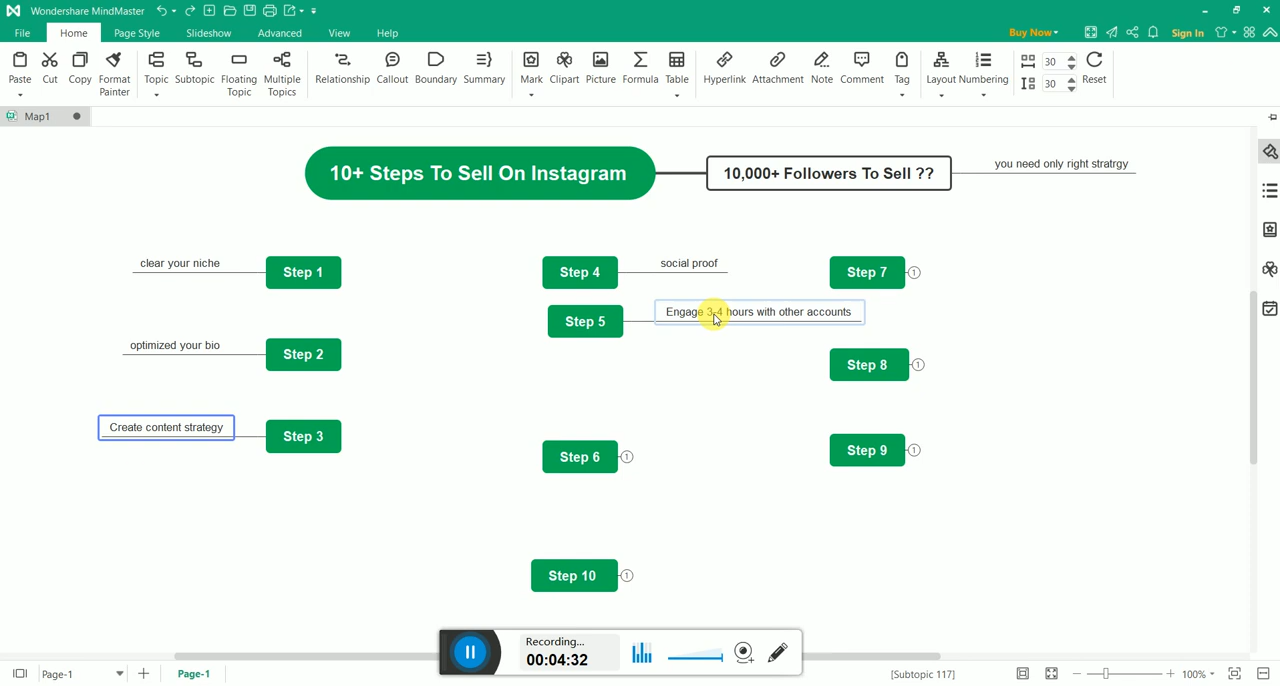 Wondershare MindMaster
File Home Page Style Slideshow Advanced View Help Buy Now Sign In
Paste Cut Copy Format Painter Topic Subtopic Floating Topic Multiple Topics Relationship Callout Boundary Summary Mark Clipart Picture Formula Table Hyperlink Attachment Note Comment Tag Layout Numbering 30 30 Reset
Map1
10+ Steps To Sell On Instagram
10,000+ Followers To Sell ??
you need only right stratrgy
clear your niche
Step 1
optimized your bio
Step 2
Create content strategy
Step 3
Step 4
social proof
Step 5
Engage 3-4 hours with other accounts
Step 6
1
Step 10
1
Step 7
1
Step 8
1
Step 9
1
Recording...
00:04:32
Page-1
Page-1
[Subtopic 117]
100%